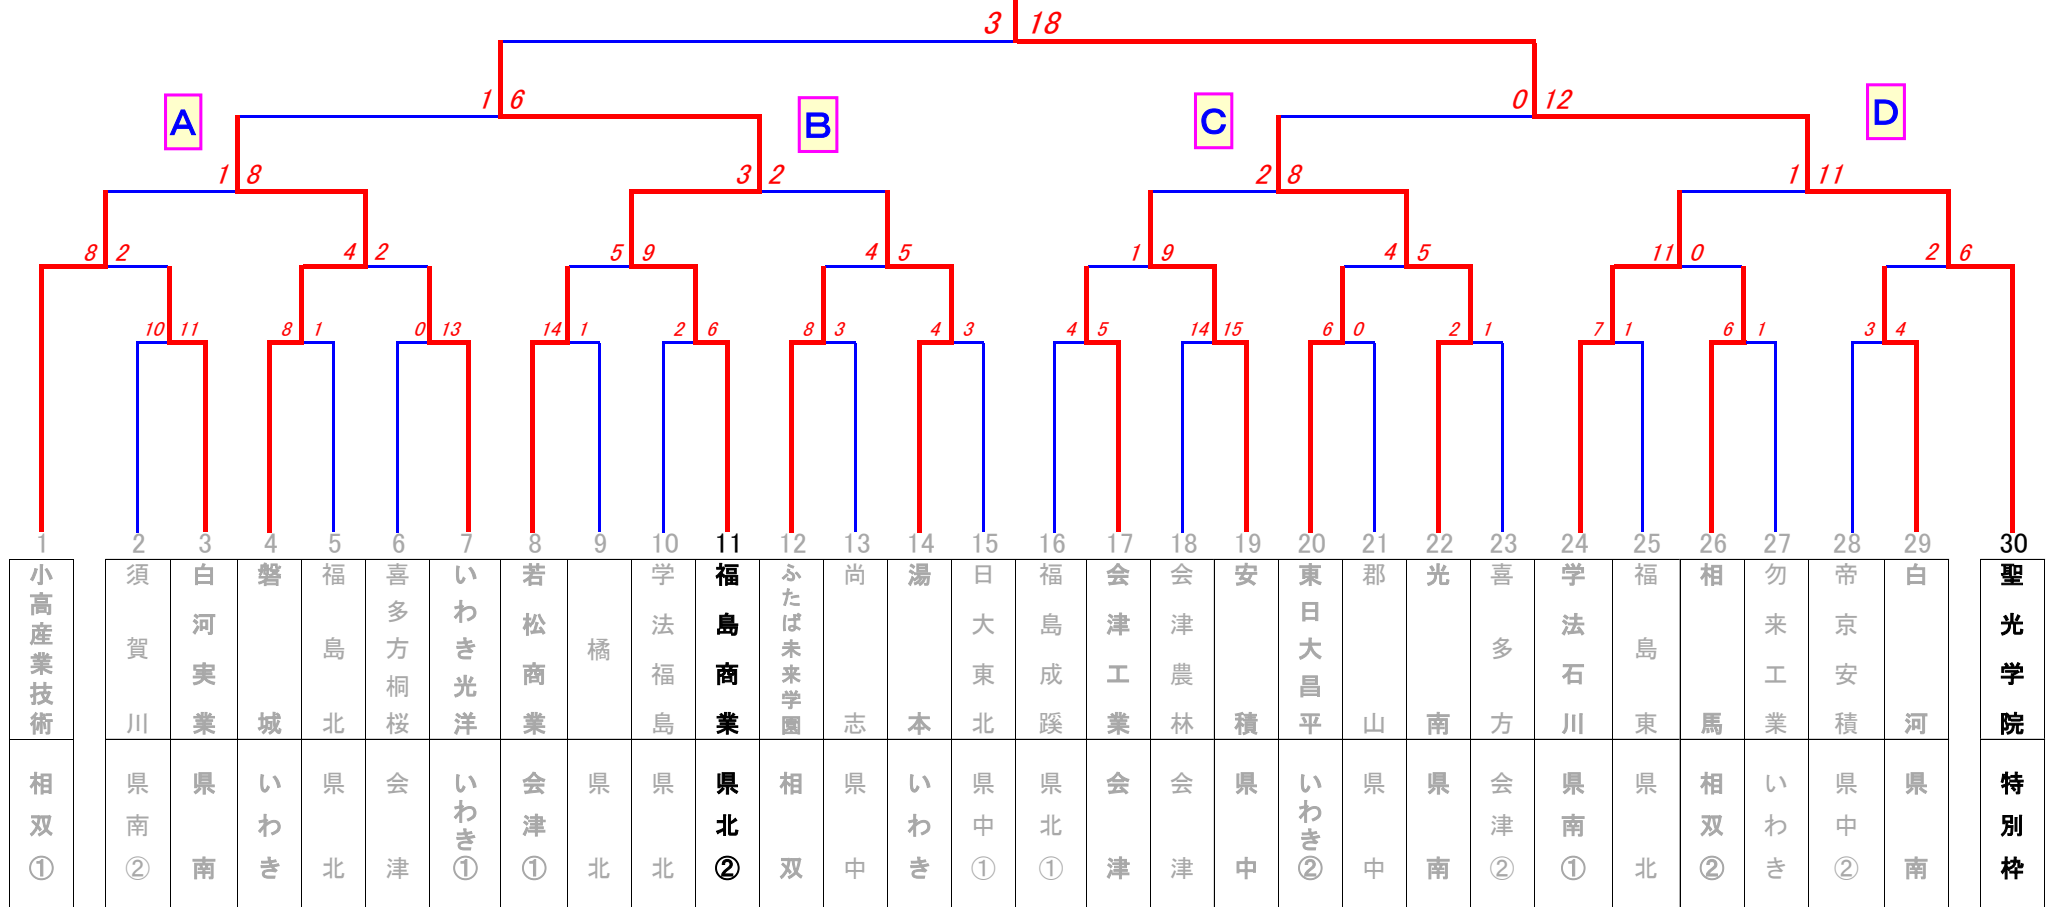 3 18
1 6
0 12
A
B
C
D
1 8
3 2
2 8
1 11
8 2
4 2
5 9
4 5
1 9
4 5
11 0
2 6
10 11
8 1
0 13
14 1
2 6
8 3
4 3
4 5
14 15
6 0
2 1
7 1
6 1
3 4
1 2 3 4 5 6 7 8 9 10 11 12 13 14 15 16 17 18 19 20 21 22 23 24 25 26 27 28 29 30
小高産業技術
須賀川
白河実業
磐城
福島北
喜多方桐桜
いわき光洋
若松商業
橘
学法福島
福島商業
ふたば未来学園
尚志
湯本
日大東北
福島成蹊
会津工業
会津農林
安積
東日大昌平
郡山
光南
喜多方
学法石川
福島東
相馬
勿来工業
帝京安積
白河
聖光学院
相双①
県南②
県南
いわき
県北
会津
いわき①
会津①
県北
県北
県北②
相双
県中
いわき
県中①
県北①
会津
会津
県中
いわき②
県中
県南
会津②
県南①
県北
相双②
いわき
県中②
県南
特別枠